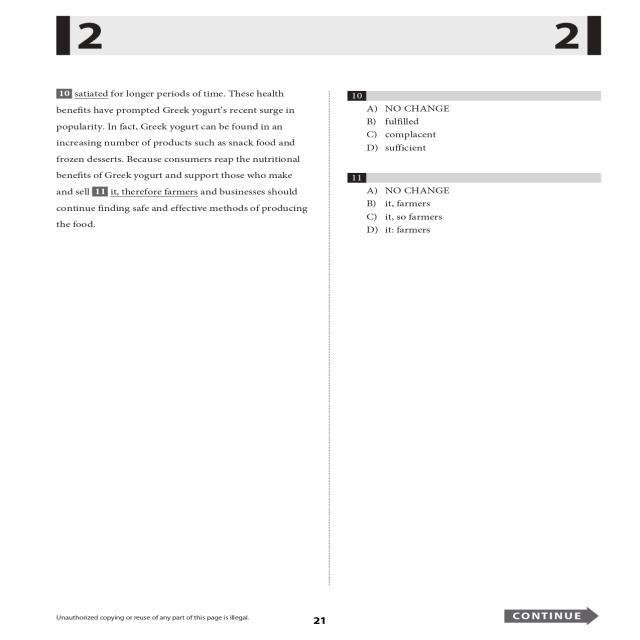 2 2
10 satiated for longer periods of time. These health
benefits have prompted Greek yogurt's recent surge in
popularity. In fact, Greek yogurt can be found in an
increasing number of products such as snack food and
frozen desserts. Because consumers reap the nutritional
benefits of Greek yogurt and support those who make
and sell 11 it, therefore farmers and businesses should
continue finding safe and effective methods of producing
the food.
10
A) NO CHANGE
B) fulfilled
C) complacent
D) sufficient
11
A) NO CHANGE
B) it, farmers
C) it, so farmers
D) it: farmers
Unauthorized copying or reuse of any part of this page is illegal.
21
CONTINUE